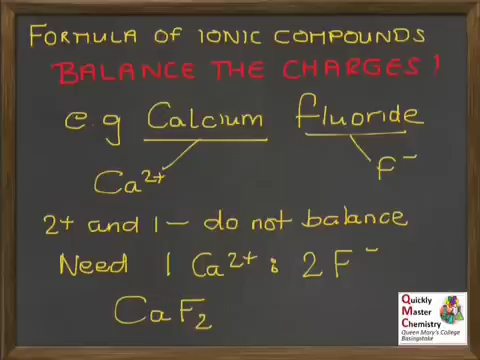 FORMULA OF IONIC COMPOUNDS
BALANCE THE CHARGES!
e.g Calcium fluoride
Ca²⁺ F⁻
2+ and 1- do not balance
Need 1 Ca²⁺ : 2F⁻
CaF₂
Quickly
Master
Chemistry
Queen Mary's College
Basingstoke